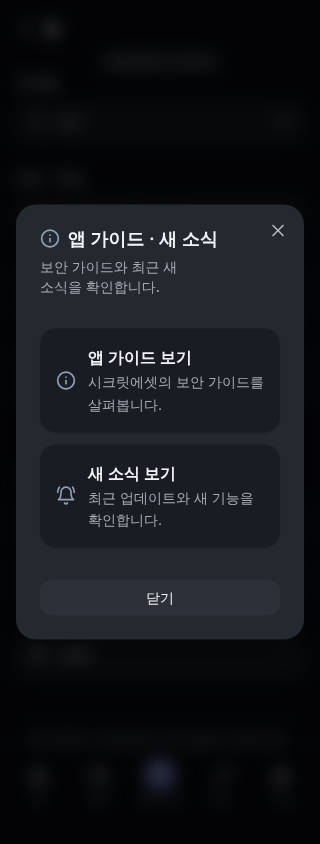 앱 가이드 · 새 소식
보안 가이드와 최근 새
소식을 확인합니다.
앱 가이드 보기
시크릿에셋의 보안 가이드를
살펴봅니다.
새 소식 보기
최근 업데이트와 새 기능을
확인합니다.
닫기